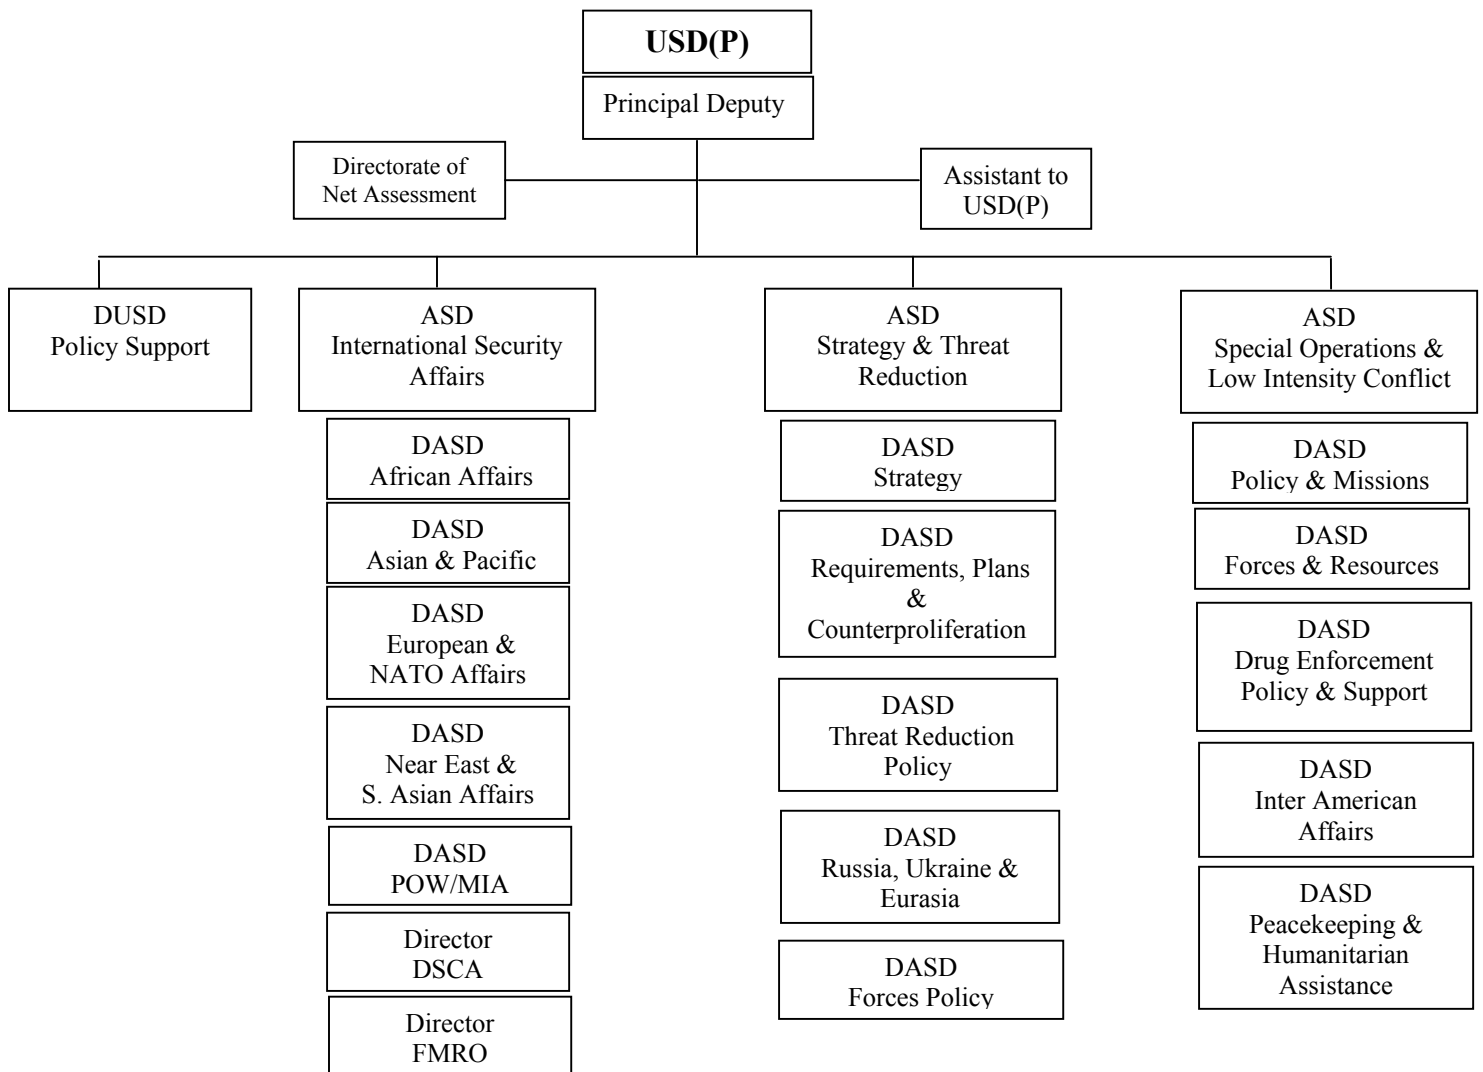 USD(P)
Principal Deputy
Directorate of
Net Assessment
Assistant to
USD(P)
DUSD
Policy Support
ASD
International Security
Affairs
DASD
African Affairs
DASD
Asian & Pacific
DASD
European &
NATO Affairs
DASD
Near East &
S. Asian Affairs
DASD
POW/MIA
Director
DSCA
Director
FMRO
ASD
Strategy & Threat
Reduction
DASD
Strategy
DASD
Requirements, Plans
&
Counterproliferation
DASD
Threat Reduction
Policy
DASD
Russia, Ukraine &
Eurasia
DASD
Forces Policy
ASD
Special Operations &
Low Intensity Conflict
DASD
Policy & Missions
DASD
Forces & Resources
DASD
Drug Enforcement
Policy & Support
DASD
Inter American
Affairs
DASD
Peacekeeping &
Humanitarian
Assistance